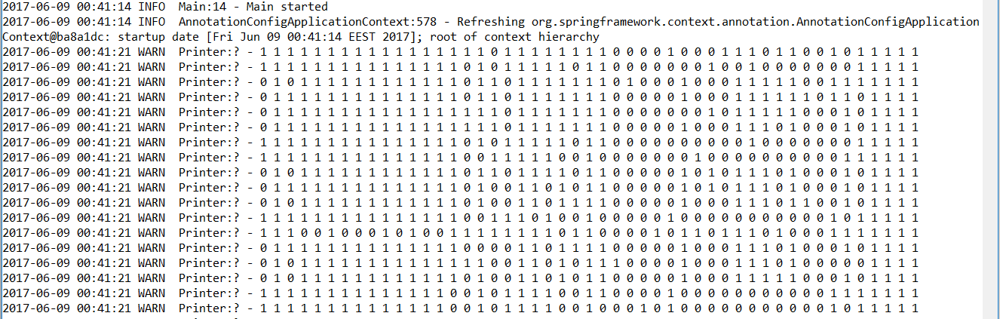 2017-06-09 00:41:14 INFO  Main:14 - Main started
2017-06-09 00:41:14 INFO  AnnotationConfigApplicationContext:578 - Refreshing org.springframework.context.annotation.AnnotationConfigApplication
Context@ba8a1dc: startup date [Fri Jun 09 00:41:14 EEST 2017]; root of context hierarchy
2017-06-09 00:41:21 WARN  Printer:? - 1 1 1 1 1 1 1 1 1 1 1 1 1 1 1 1 1 0 1 1 1 1 1 1 1 1 0 0 0 0 1 0 0 0 1 1 1 0 1 1 0 0 1 0 1 1 1 1 1
2017-06-09 00:41:21 WARN  Printer:? - 1 1 1 1 1 1 1 1 1 1 1 1 1 1 1 0 1 0 1 1 1 1 1 0 1 1 0 0 0 0 0 0 0 1 0 0 1 0 0 0 0 0 0 0 1 1 1 1 1
2017-06-09 00:41:21 WARN  Printer:? - 0 1 0 1 1 1 1 1 1 1 1 1 1 1 1 0 1 1 0 1 1 1 1 1 1 1 0 1 0 0 0 1 0 0 0 1 1 1 1 1 0 0 1 1 1 1 1 1 1
2017-06-09 00:41:21 WARN  Printer:? - 0 1 1 1 1 1 1 1 1 1 1 1 1 1 1 0 1 1 0 1 1 1 1 1 1 1 0 0 0 0 0 1 0 0 0 1 1 1 1 1 1 0 1 1 0 1 1 1 1
2017-06-09 00:41:21 WARN  Printer:? - 0 1 1 1 1 1 1 1 1 1 1 1 1 1 1 1 1 1 0 1 1 1 1 1 1 1 0 0 0 0 0 0 0 1 0 1 1 1 1 1 0 0 0 1 0 1 1 1 1
2017-06-09 00:41:21 WARN  Printer:? - 0 1 1 1 1 1 1 1 1 1 1 1 1 1 1 1 1 1 0 1 1 1 1 1 1 1 0 0 0 0 0 1 0 0 0 1 1 1 0 1 0 0 0 1 0 1 1 1 1
2017-06-09 00:41:21 WARN  Printer:? - 1 1 1 1 1 1 1 1 1 1 1 1 1 1 1 0 1 0 1 1 1 1 1 0 1 1 0 0 0 0 0 0 0 0 0 0 1 0 0 0 0 0 0 0 1 1 1 1 1
2017-06-09 00:41:21 WARN  Printer:? - 1 1 1 1 1 1 1 1 1 1 1 1 1 1 1 0 0 1 1 1 1 1 0 0 1 0 0 0 0 0 0 0 1 0 0 0 0 0 0 0 0 0 0 1 1 1 1 1 1
2017-06-09 00:41:21 WARN  Printer:? - 0 1 0 1 1 1 1 1 1 1 1 1 1 1 1 0 1 1 0 1 1 1 1 0 1 1 0 0 0 0 0 1 0 1 0 1 1 1 0 1 0 0 0 1 0 1 1 1 1
2017-06-09 00:41:21 WARN  Printer:? - 0 1 1 1 1 1 1 1 1 1 1 1 1 1 1 0 1 0 0 1 1 0 1 0 1 1 0 0 0 0 0 1 0 1 0 1 1 1 0 1 0 0 0 1 0 1 1 1 1
2017-06-09 00:41:21 WARN  Printer:? - 0 1 0 1 1 1 1 1 1 1 1 1 1 1 1 0 1 0 0 1 1 0 1 1 1 1 0 0 0 0 0 1 0 0 0 1 1 1 0 1 1 0 0 1 0 1 1 1 1
2017-06-09 00:41:21 WARN  Printer:? - 1 1 1 1 1 1 1 1 1 1 1 1 1 1 1 0 0 1 1 1 0 1 0 0 1 0 0 0 0 0 1 0 0 0 0 0 0 0 0 0 0 0 1 0 1 1 1 1 1
2017-06-09 00:41:21 WARN  Printer:? - 1 1 1 0 0 1 0 0 0 1 0 1 0 0 1 1 1 1 1 1 1 1 0 1 1 0 0 0 0 1 0 1 1 0 1 1 1 0 1 0 0 0 1 1 1 1 1 1 1
2017-06-09 00:41:21 WARN  Printer:? - 0 1 1 1 1 1 1 1 1 1 1 1 1 1 1 0 0 0 0 1 1 0 1 1 1 1 0 0 0 0 0 1 0 0 0 1 1 1 0 1 0 0 0 1 0 1 1 1 1
2017-06-09 00:41:21 WARN  Printer:? - 0 1 0 1 1 1 1 1 1 1 1 1 1 1 1 1 1 0 0 1 1 0 1 0 1 1 1 0 0 0 0 1 0 0 0 1 1 1 0 1 0 0 0 0 0 1 1 1 1
2017-06-09 00:41:21 WARN  Printer:? - 0 1 0 1 1 1 1 1 1 1 1 1 1 1 1 0 1 0 0 1 1 0 1 0 1 1 0 0 0 0 0 1 0 0 0 1 1 1 1 1 0 0 0 1 0 1 1 1 1
2017-06-09 00:41:21 WARN  Printer:? - 1 1 1 1 1 1 1 1 1 1 1 1 1 1 0 0 1 0 1 1 1 1 0 0 1 1 0 0 0 0 1 0 0 0 0 0 0 0 0 0 0 0 1 1 1 1 1 1 1
2017-06-09 00:41:21 WARN  Printer:? - 1 1 1 1 1 1 1 1 1 1 1 1 1 1 0 0 1 0 1 1 1 1 0 0 1 0 0 0 1 0 1 0 0 0 0 0 0 0 0 0 0 0 1 0 1 1 1 1 1